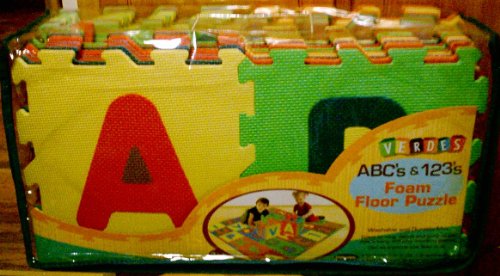 A
VERDES
ABC's & 123's
Foam
Floor Puzzle